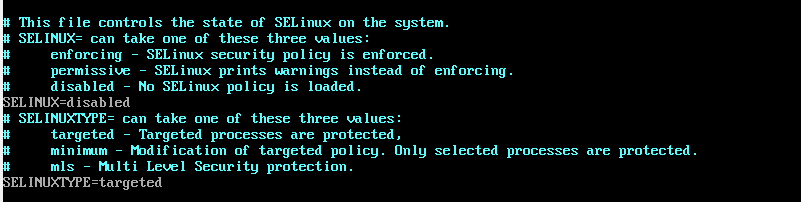 # This file controls the state of SELinux on the system.
# SELINUX= can take one of these three values:
#     enforcing - SELinux security policy is enforced.
#     permissive - SELinux prints warnings instead of enforcing.
#     disabled - No SELinux policy is loaded.
SELINUX=disabled
# SELINUXTYPE= can take one of these three values:
#     targeted - Targeted processes are protected,
#     minimum - Modification of targeted policy. Only selected processes are protected.
#     mls - Multi Level Security protection.
SELINUXTYPE=targeted